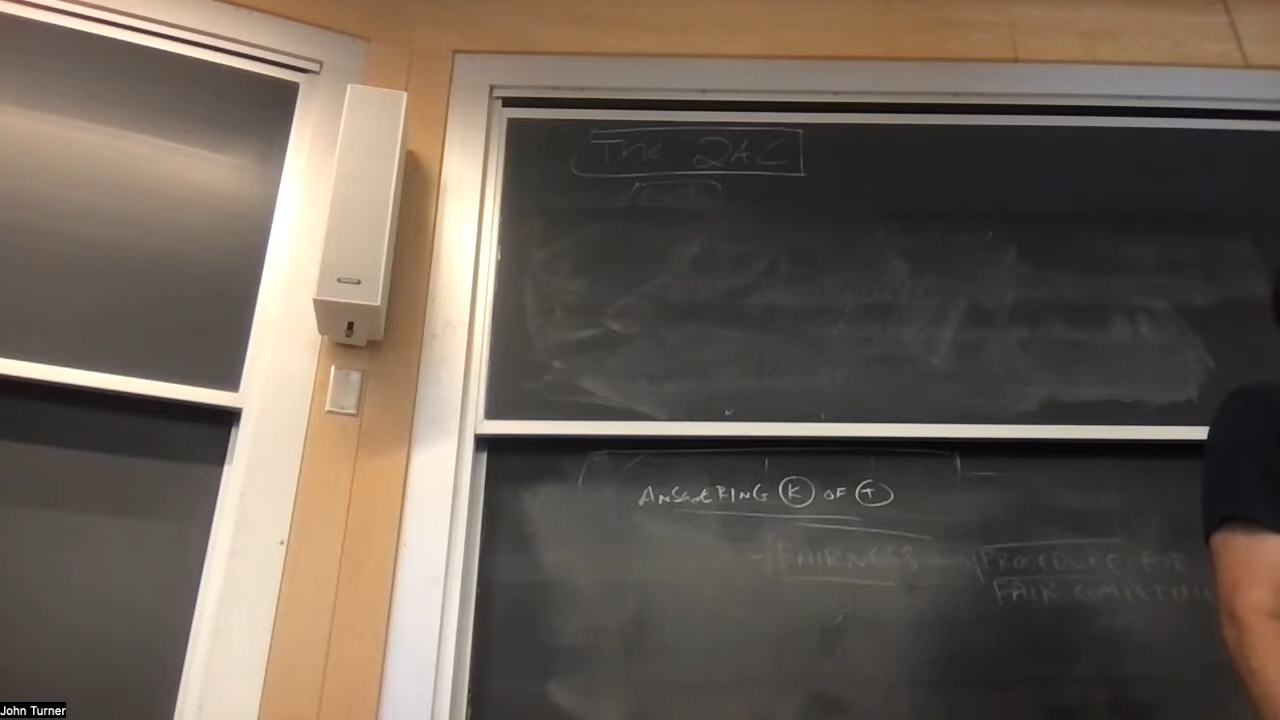 The 2AC
ANSWERING K OF T
FAIRNESS → PROCEDURE FOR
FAIR COMPETITION
John Turner